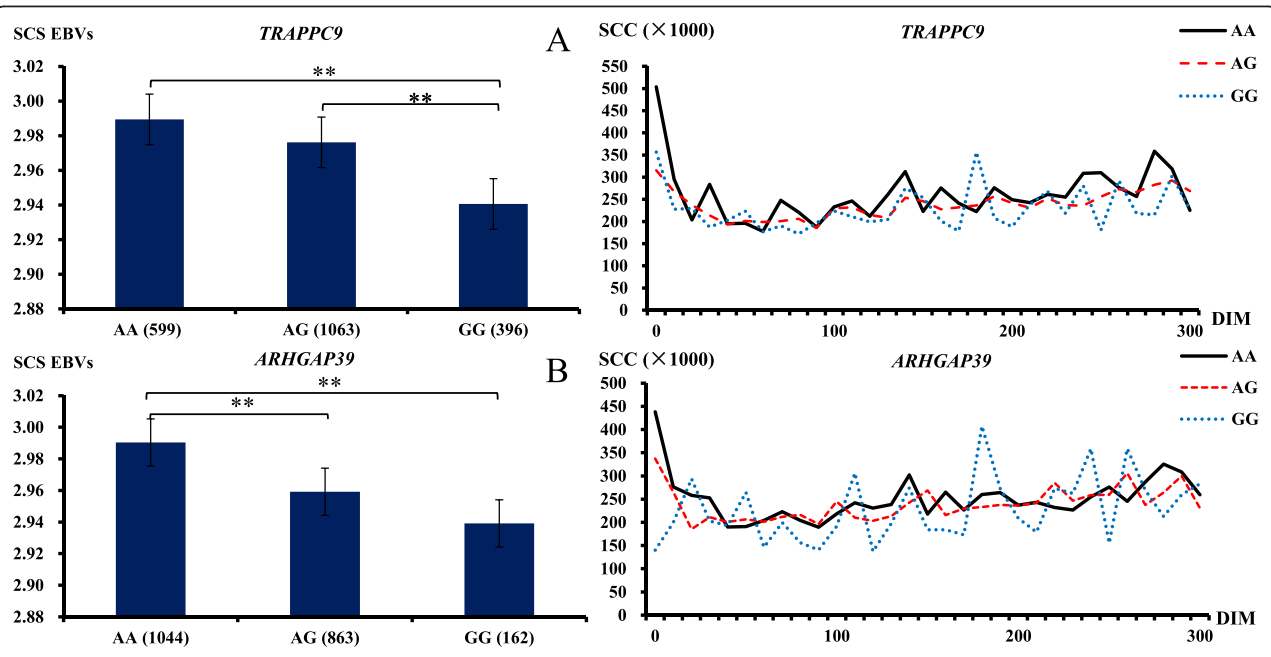 SCS EBVs
TRAPPC9
A
3.02
3.00
2.98
2.96
2.94
2.92
2.90
2.88
**
**
AA (599)
AG (1063)
GG (396)
SCC (×1000)
TRAPPC9
AA
AG
GG
550
500
450
400
350
300
250
200
150
100
50
0
0
100
200
300
DIM
SCS EBVs
ARHGAP39
B
3.02
3.00
2.98
2.96
2.94
2.92
2.90
2.88
**
**
AA (1044)
AG (863)
GG (162)
SCC (×1000)
ARHGAP39
AA
AG
GG
500
450
400
350
300
250
200
150
100
50
0
0
100
200
300
DIM